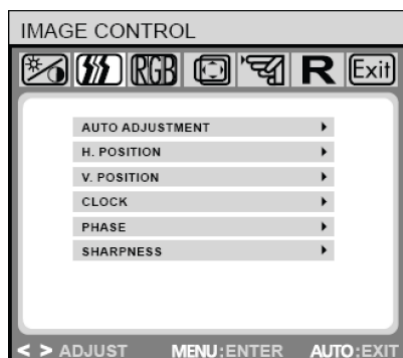 IMAGE CONTROL
RGB R Exit
AUTO ADJUSTMENT
H. POSITION
V. POSITION
CLOCK
PHASE
SHARPNESS
< > ADJUST MENU:ENTER AUTO:EXIT